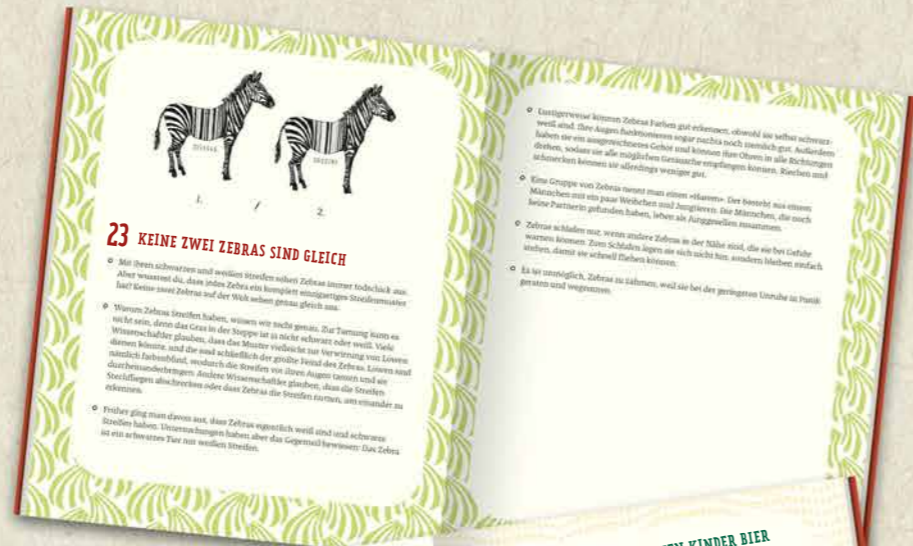 1.
2.
23 KEINE ZWEI ZEBRAS SIND GLEICH
Mit ihren schwarzen und weißen Streifen sehen Zebras immer todschick aus.
Aber wusstest du, dass jedes Zebra ein komplett einzigartiges Streifenmuster
hat? Keine zwei Zebras auf der Welt sehen genau gleich aus.
Warum Zebras Streifen haben, wissen wir nicht genau. Zur Tarnung kann es
nicht sein, denn das Gras in der Steppe ist ja nicht schwarz oder weiß. Viele
Wissenschaftler glauben, dass das Muster vielleicht zur Verwirrung von Löwen
dienen könnte, und die sind schließlich der größte Feind des Zebras. Löwen sind
nämlich farbenblind, wodurch die Streifen vor ihren Augen tanzen und sie
durcheinanderbringen. Andere Wissenschaftler glauben, dass die Streifen
Stechfliegen abschrecken oder dass Zebras die Streifen nutzen, um einander zu
erkennen.
Früher ging man davon aus, dass Zebras eigentlich weiß sind und schwarze
Streifen haben. Untersuchungen haben aber das Gegenteil bewiesen: Das Zebra
ist ein schwarzes Tier mit weißen Streifen.
Lustigerweise können Zebras Farben gut erkennen, obwohl sie selbst schwarz-
weiß sind. Ihre Augen funktionieren sogar nachts noch ziemlich gut. Außerdem
haben sie ein ausgezeichnetes Gehör und können ihre Ohren in alle Richtungen
drehen, sodass sie alle möglichen Geräusche empfangen können. Riechen und
schmecken können sie allerdings weniger gut.
Eine Gruppe von Zebras nennt man einen »Harem«. Der besteht aus einem
Männchen mit ein paar Weibchen und Jungtieren. Die Männchen, die noch
keine Partnerin gefunden haben, leben als Junggesellen zusammen.
Zebras schlafen nur, wenn andere Zebras in der Nähe sind, die sie bei Gefahr
warnen können. Zum Schlafen legen sie sich nicht hin, sondern bleiben einfach
stehen, damit sie schnell fliehen können.
Es ist unmöglich, Zebras zu zähmen, weil sie bei der geringsten Unruhe in Panik
geraten und wegrennen.
KINDER BIER